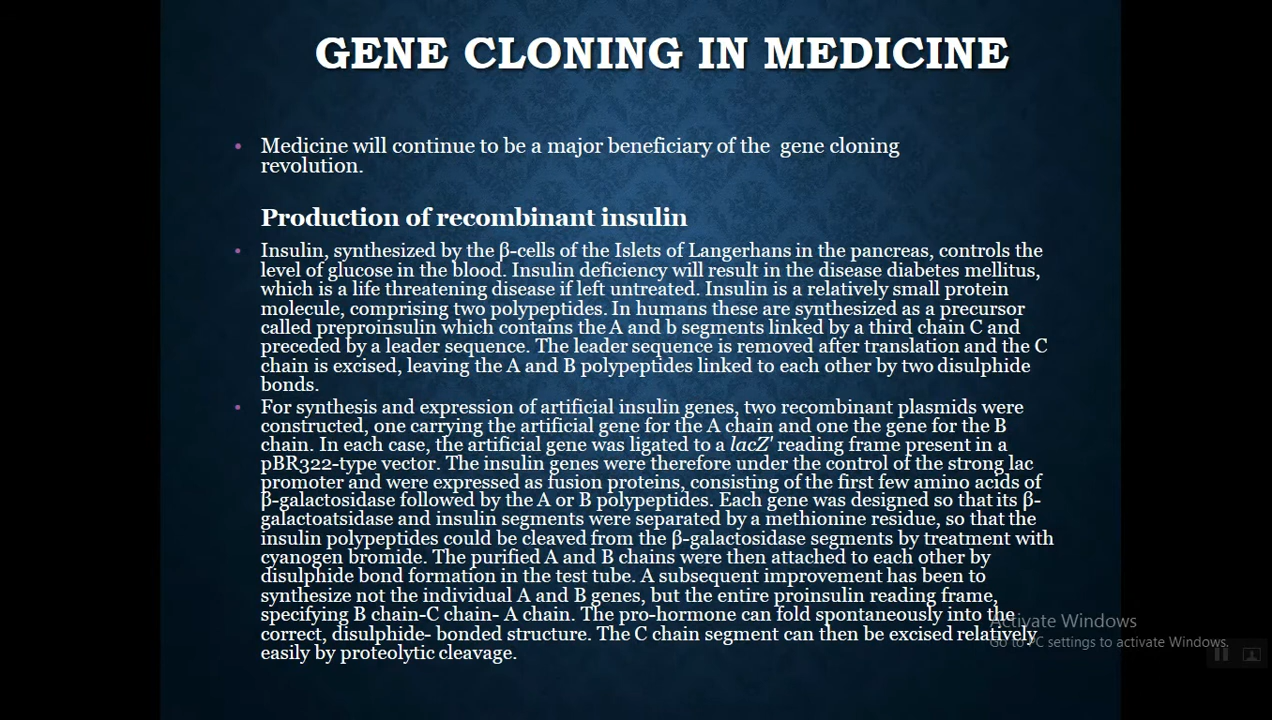 GENE CLONING IN MEDICINE
• Medicine will continue to be a major beneficiary of the gene cloning
revolution.
Production of recombinant insulin
• Insulin, synthesized by the β-cells of the Islets of Langerhans in the pancreas, controls the
level of glucose in the blood. Insulin deficiency will result in the disease diabetes mellitus,
which is a life threatening disease if left untreated. Insulin is a relatively small protein
molecule, comprising two polypeptides. In humans these are synthesized as a precursor
called preproinsulin which contains the A and b segments linked by a third chain C and
preceded by a leader sequence. The leader sequence is removed after translation and the C
chain is excised, leaving the A and B polypeptides linked to each other by two disulphide
bonds.
• For synthesis and expression of artificial insulin genes, two recombinant plasmids were
constructed, one carrying the artificial gene for the A chain and one the gene for the B
chain. In each case, the artificial gene was ligated to a lacZ' reading frame present in a
pBR322-type vector. The insulin genes were therefore under the control of the strong lac
promoter and were expressed as fusion proteins, consisting of the first few amino acids of
β-galactosidase followed by the A or B polypeptides. Each gene was designed so that its β-
galactoatsidase and insulin segments were separated by a methionine residue, so that the
insulin polypeptides could be cleaved from the β-galactosidase segments by treatment with
cyanogen bromide. The purified A and B chains were then attached to each other by
disulphide bond formation in the test tube. A subsequent improvement has been to
synthesize not the individual A and B genes, but the entire proinsulin reading frame,
specifying B chain-C chain- A chain. The pro-hormone can fold spontaneously into the
correct, disulphide- bonded structure. The C chain segment can then be excised relatively
easily by proteolytic cleavage.
Activate Windows
Go to PC settings to activate Windows.